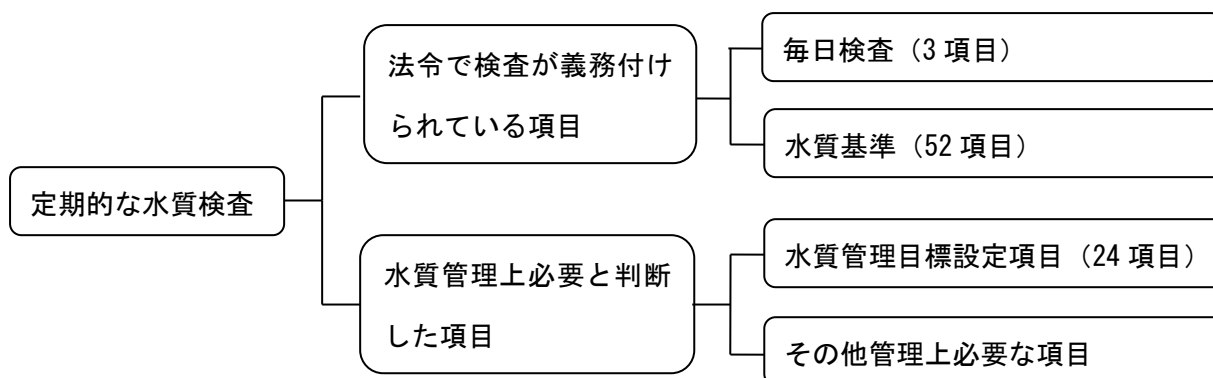 定期的な水質検査
法令で検査が義務付け
られている項目
毎日検査（3 項目）
水質基準（52 項目）
水質管理上必要と判断
した項目
水質管理目標設定項目（24 項目）
その他管理上必要な項目